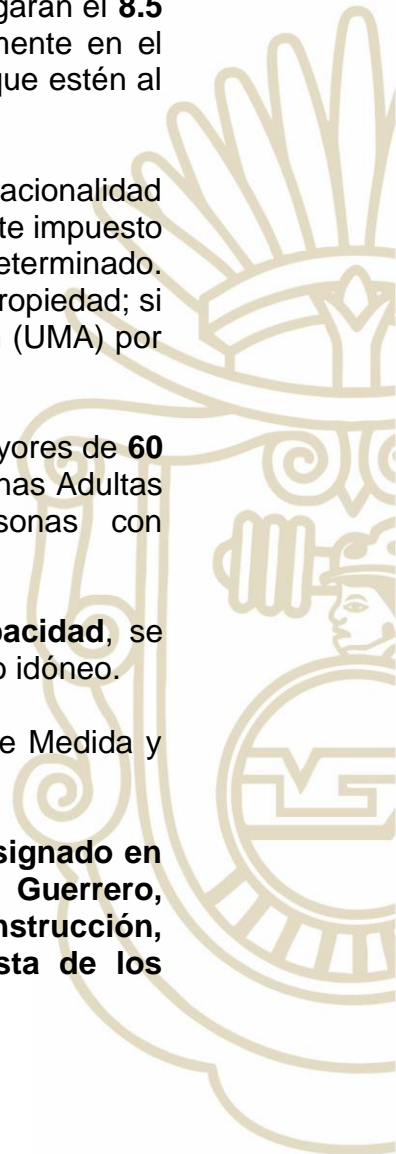 garán el 8.5
mente en el
que estén al
acionalidad
te impuesto
eterminado.
ropiedad; si
(UMA) por
yores de 60
nas Adultas
sonas con
pacidad, se
o idóneo.
e Medida y
signado en
Guerrero,
nstrucción,
sta de los